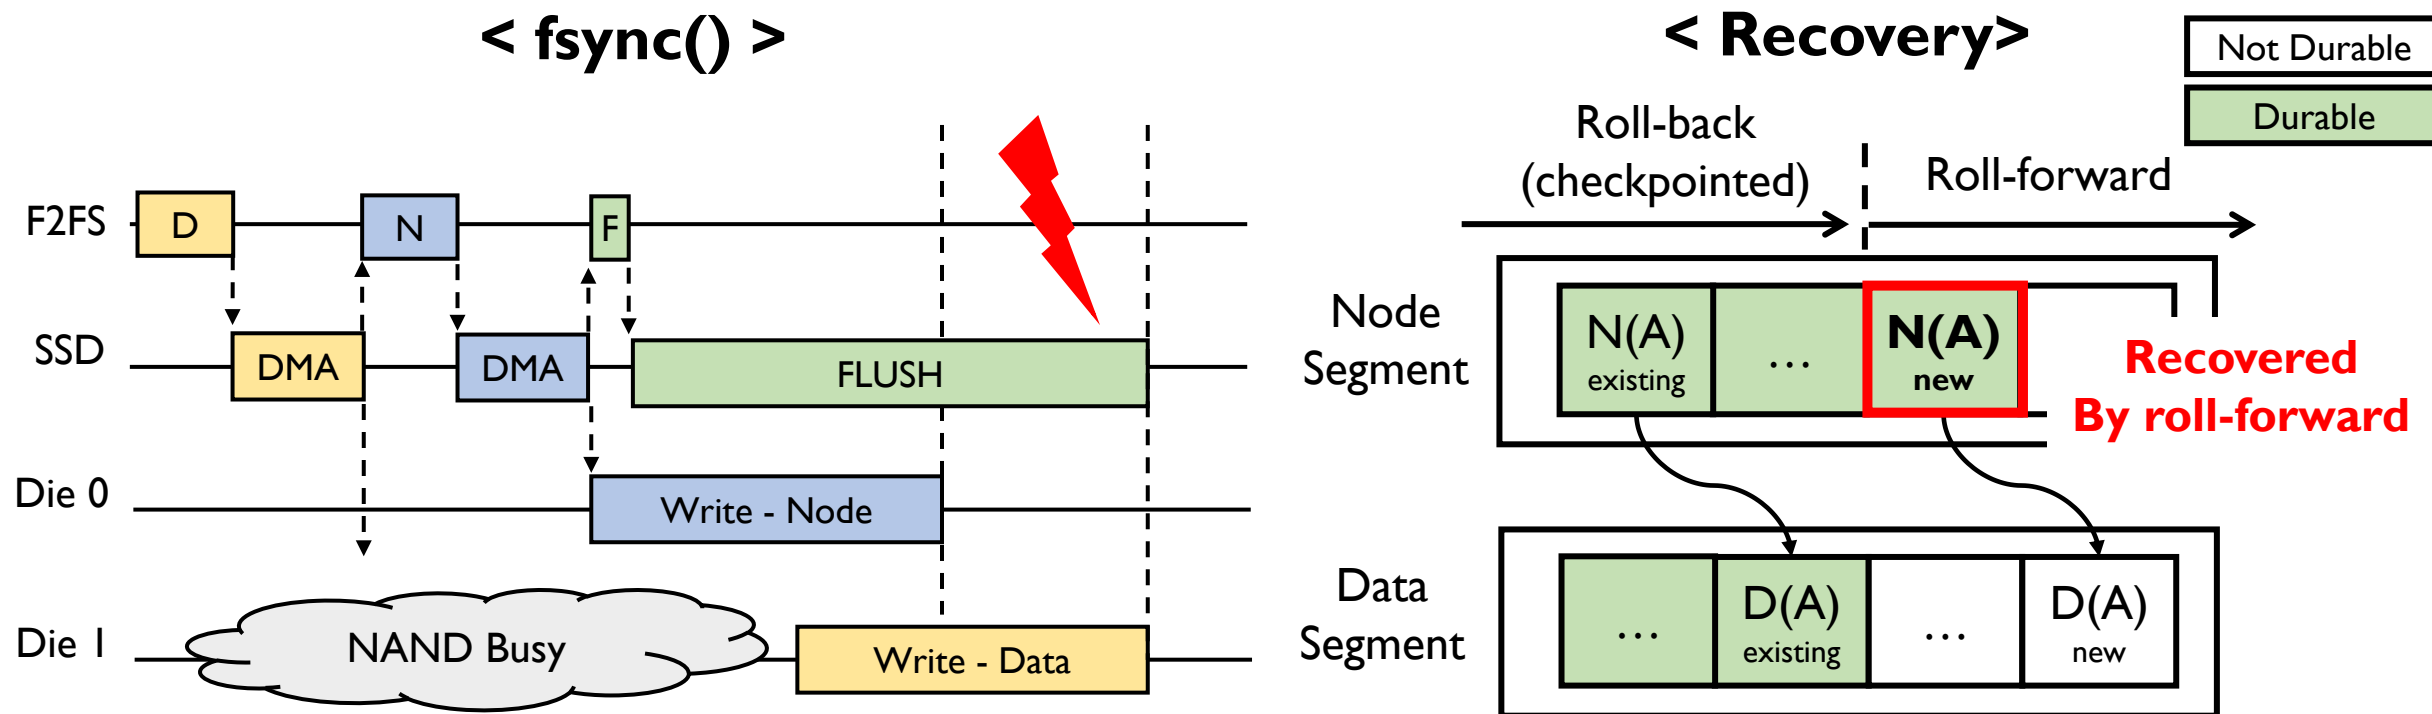 < fsync() >
F2FS
D
N
F
SSD
DMA
DMA
FLUSH
Die 0
Write - Node
Die 1
NAND Busy
Write - Data
< Recovery>
Not Durable
Durable
Roll-back
(checkpointed)
Roll-forward
Node
Segment
N(A)
existing
...
N(A)
new
Recovered
By roll-forward
Data
Segment
...
D(A)
existing
...
D(A)
new